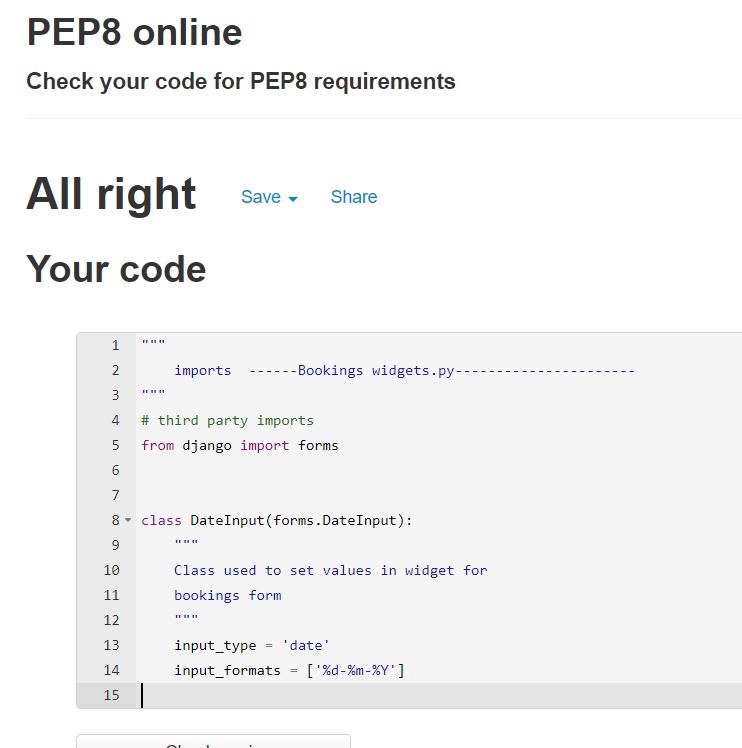 PEP8 online
Check your code for PEP8 requirements
All right Save Share
Your code
1 """
2     imports  ------Bookings widgets.py----------------------
3 """
4 # third party imports
5 from django import forms
6
7
8 class DateInput(forms.DateInput):
9     """
10     Class used to set values in widget for
11     bookings form
12     """
13     input_type = 'date'
14     input_formats = ['%d-%m-%Y']
15